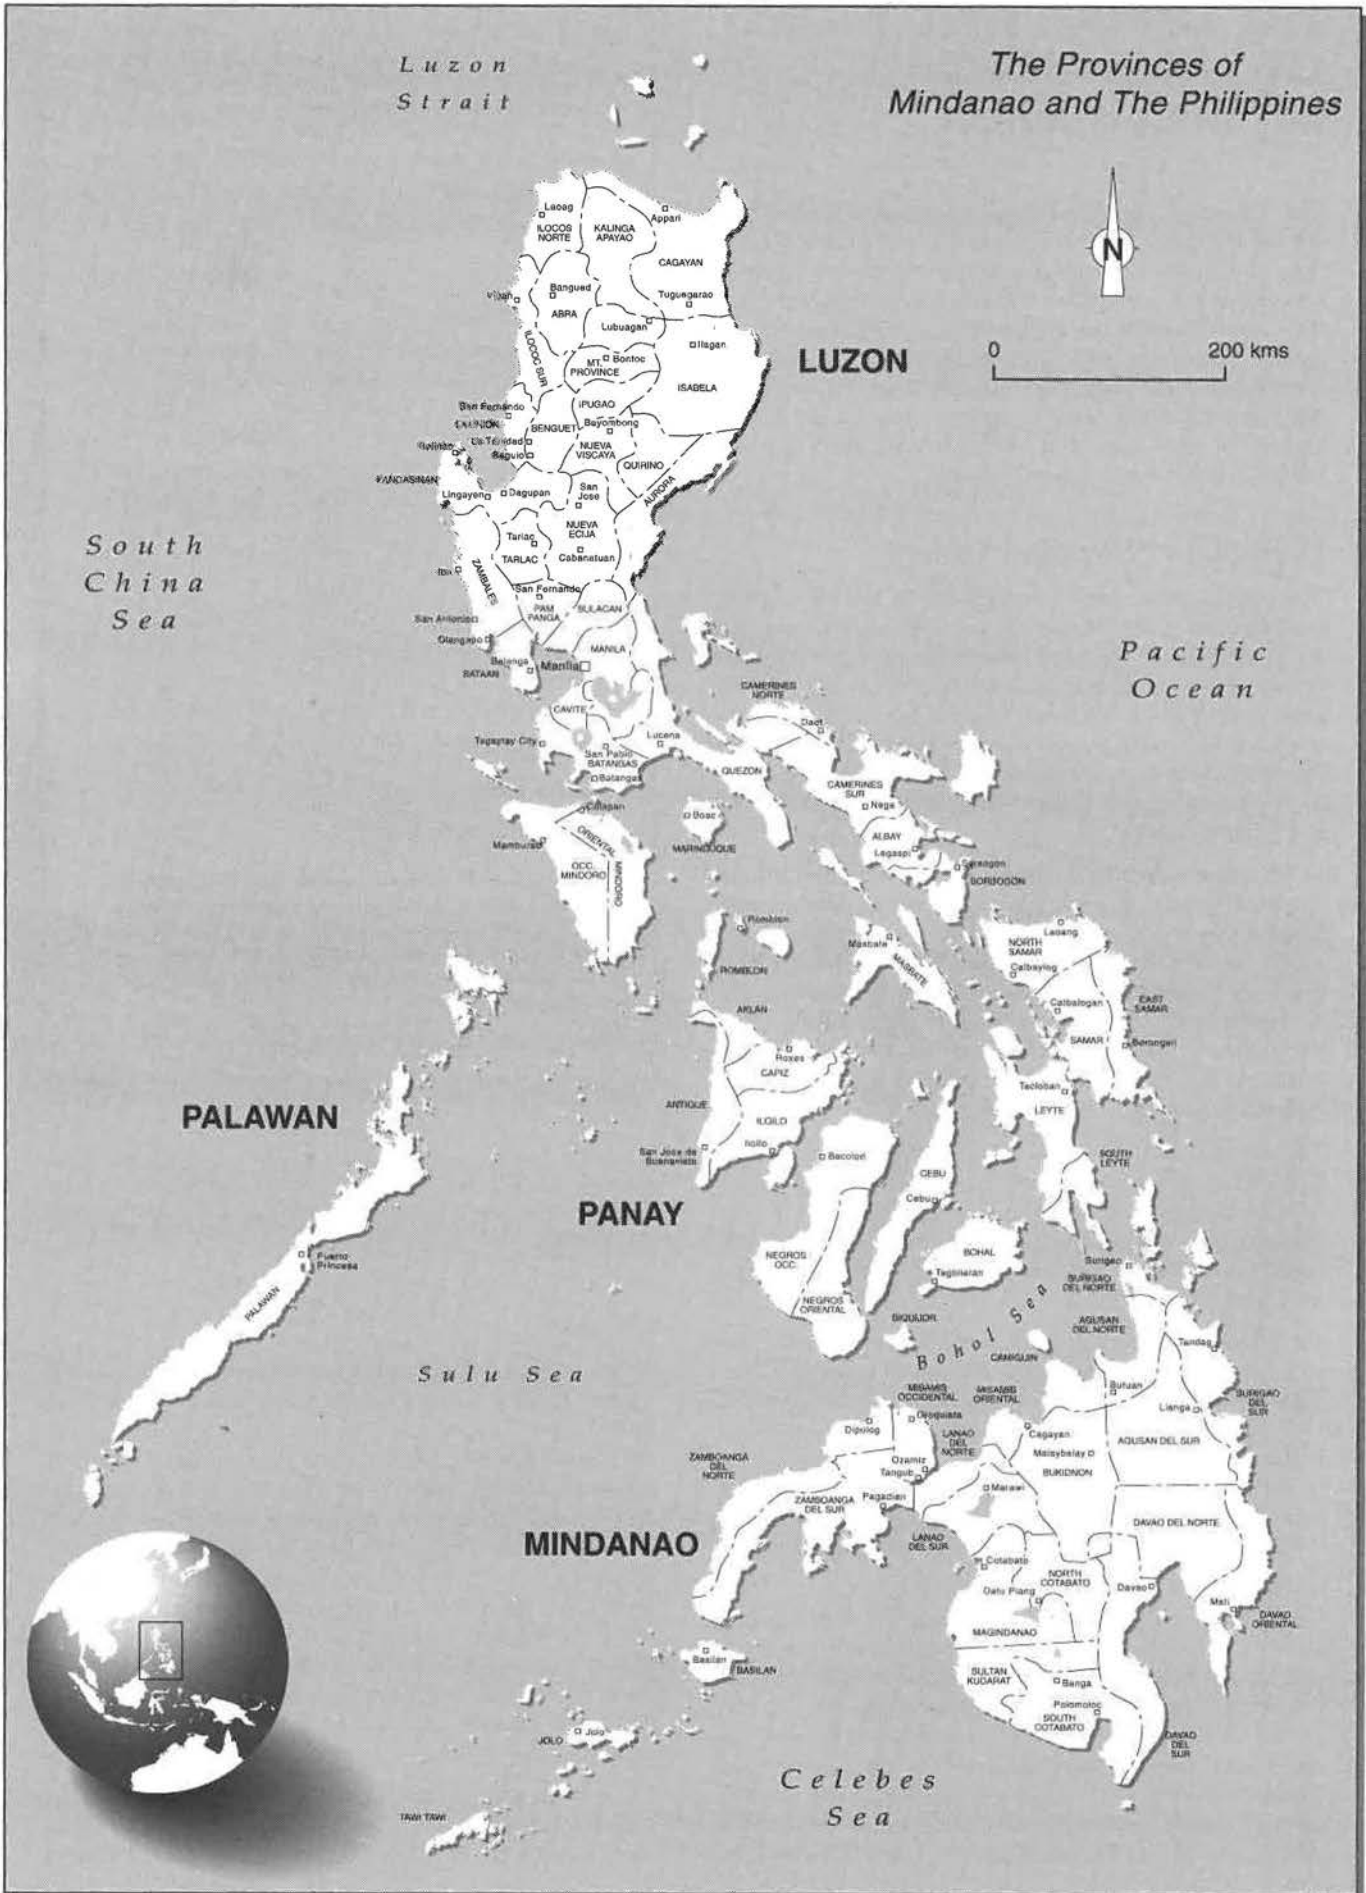 Luzon
Strait
The Provinces of
Mindanao and The Philippines
N
0 200 kms
Laoag
ILOCOS
NORTE
KALINGA
APAYAO
Appari
CAGAYAN
Bangued
ABRA
Tuguegarao
Lubuagan
Ilagan
LUZON
ILOCOC SUR
Bontoc
MT.
PROVINCE
ISABELA
IPUGAO
San Fernando
BENGUET
Bayombong
La Trinidad
Baguio
NUEVA
VISCAYA
QUIRINO
AURORA
Lingayen
Dagupan
San
Jose
NUEVA
ECIJA
Tarlac
TARLAC
Cabanatuan
ZAMBALES
South
China
Sea
San Fernando
PAM
PANGA
BULACAN
San Antonio
Olangapo
MANILA
Balanga
BATAAN
Manila
Pacific
Ocean
CAMERINES
NORTE
CAVITE
Daet
Tagaytay City
Lucena
San Pablo
BATANGAS
Batangas
QUEZON
CAMERINES
SUR
Naga
Calapan
Boac
MARINDUQUE
ALBAY
Legaspi
Mamburao
ORIENTAL
MINDORO
OCC.
MINDORO
Sorsogon
SORSOGON
Romblon
ROMBLON
Masbate
MASBATE
Laoang
NORTH
SAMAR
Calbayog
Catbalogan
EAST
SAMAR
SAMAR
Borongan
AKLAN
Roxas
CAPIZ
Tacloban
LEYTE
PALAWAN
ANTIQUE
ILOILO
Iloilo
San Jose de
Buenavista
Bacolod
CEBU
Cebu
SOUTH
LEYTE
PANAY
NEGROS
OCC.
NEGROS
ORIENTAL
BOHAL
Tagbilaran
Puerto
Princesa
PALAWAN
Surigao
SURIGAO
DEL NORTE
SIQUIJOR
Bohol Sea
CAMIGUIN
AGUSAN
DEL NORTE
Tandag
Sulu Sea
MISAMIS
OCCIDENTAL
MISAMIS
ORIENTAL
Butuan
Lianga
SURIGAO
DEL
SUR
Dipolog
Oroquieta
LANAO
DEL
NORTE
Cagayan
Malaybalay
BUKIDNON
AGUSAN DEL SUR
ZAMBOANGA
DEL
NORTE
Ozamiz
Tangub
Marawi
ZAMBOANGA
DEL SUR
Pagadian
DAVAO DEL NORTE
MINDANAO
LANAO
DEL SUR
Cotabato
NORTH
COTABATO
Datu Piang
Davao
Mati
DAVAO
ORIENTAL
MAGINDANAO
Basilan
BASILAN
SULTAN
KUDARAT
Banga
Polomoloc
SOUTH
COTABATO
DAVAO
DEL
SUR
JOLO
Jolo
Celebes
Sea
TAWI TAWI